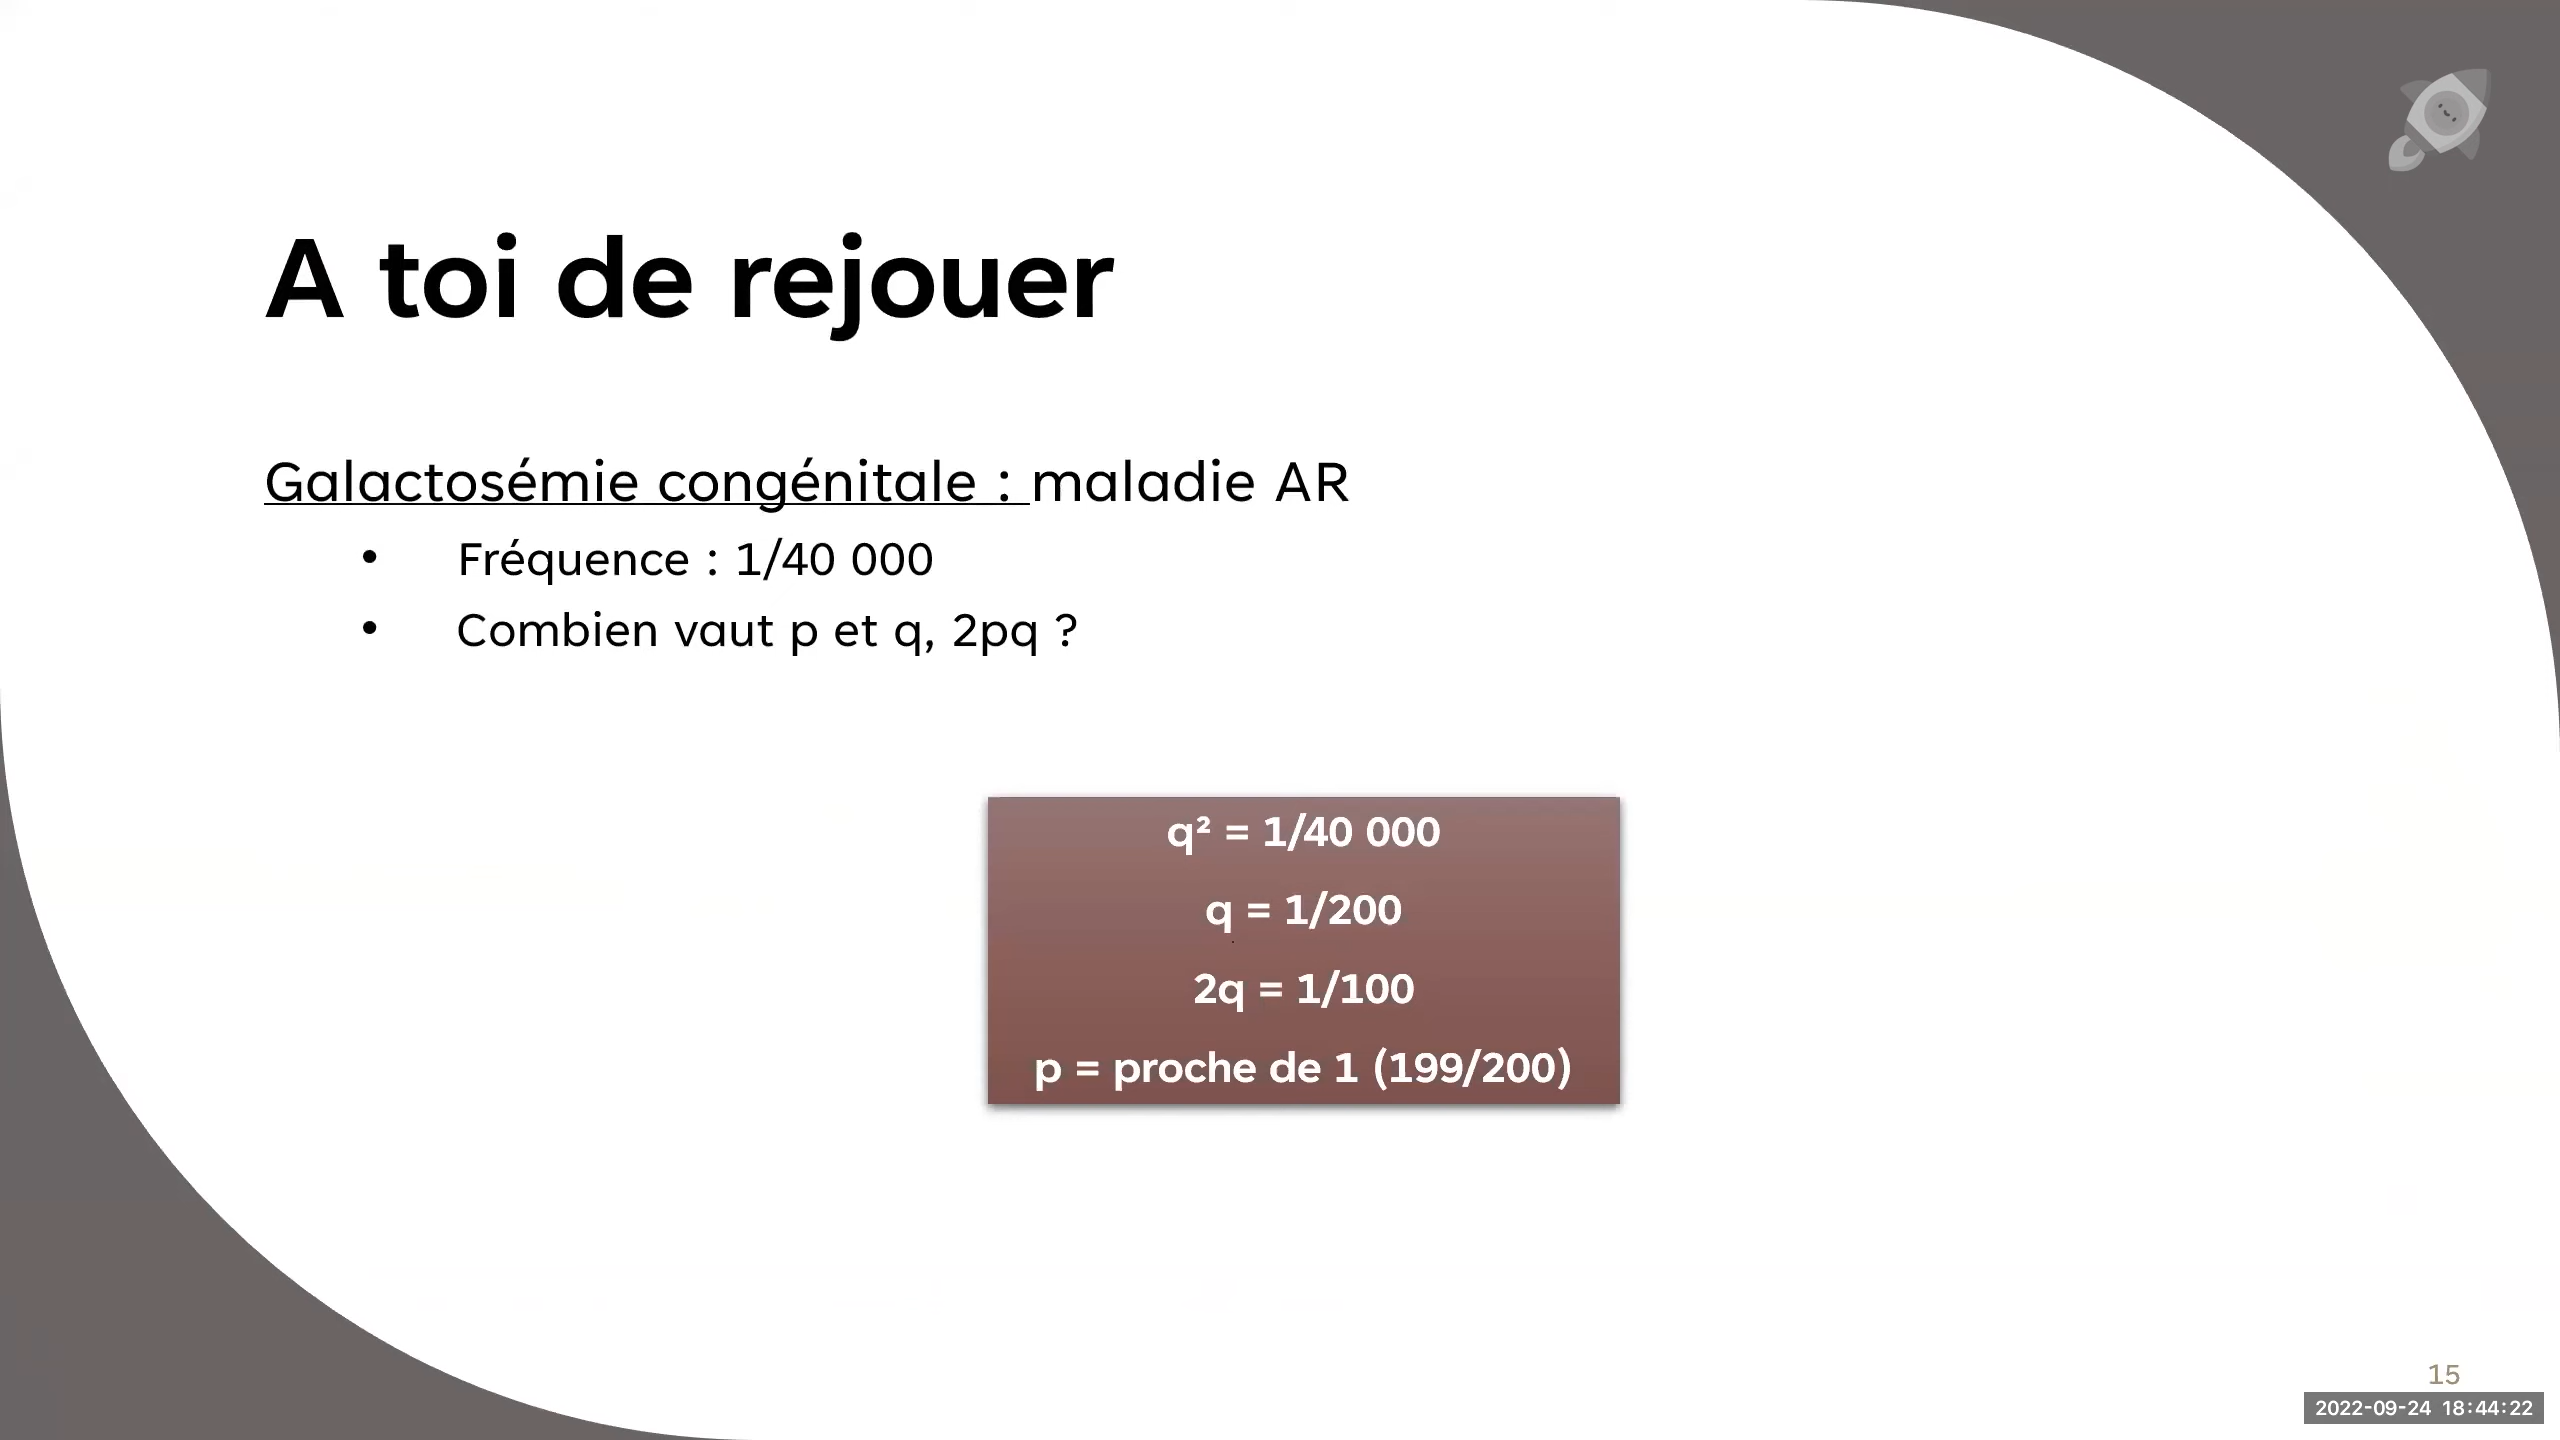 A toi de rejouer
Galactosémie congénitale : maladie AR
• Fréquence : 1/40 000
• Combien vaut p et q, 2pq ?
q² = 1/40 000
q = 1/200
2q = 1/100
p = proche de 1 (199/200)
15
2022-09-24 18:44:22